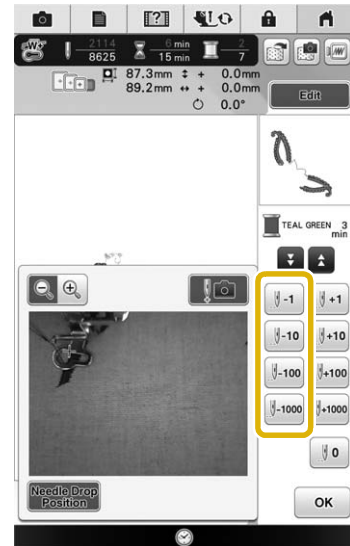 2114 6 min 2
8625 15 min 7
87.3mm + 0.0mm
89.2mm + 0.0mm
0.0°
Edit
TEAL GREEN 3
min
-1 +1
-10 +10
-100 +100
-1000 +1000
0
Needle Drop
Position
OK